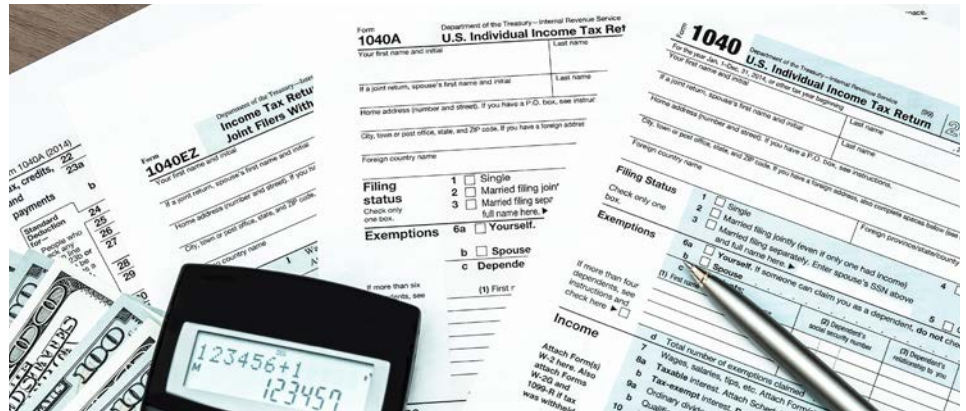 m 1040A (2014)
ax, credits,
and
payments
22
23a
b
Standard
Deduction
for—
People who
24
25
26
27
28
29
Form
1040EZ
Department of the Treasury—Inter
Income Tax Retu
Joint Filers With
Your first name and initial
If a joint return, spouse's first name and initial
Home address (number and street). If you h
City, town or post office, state, and ZIP code.
Foreign country name
Form
1040A
Department of the Treasury—Internal Revenue Service
U.S. Individual Income Tax Ret
Your first name and initial
Last name
If a joint return, spouse's first name and initial
Last name
Home address (number and street). If you have a P.O. box, see instruc
City, town or post office, state, and ZIP code. If you have a foreign addres
Foreign country name
Filing
status
Check only
one box.
1 Single
2 Married filing join
3 Married filing sepa
full name here. ▶
Exemptions
6a Yourself.
b Spouse
c Depende
(1) First r
If more than six
dents, see
Form
1040
Department of the Treasury—Internal Revenue Service
U.S. Individual Income Tax Return
(99)
2
For the year Jan. 1–Dec. 31, 2014, or other tax year beginning
Your first name and initial
Last name
If a joint return, spouse's first name and initial
Last name
Home address (number and street). If you have a P.O. box, see instructions.
City, town or post office, state, and ZIP code. If you have a foreign address, also complete spaces below (see
Foreign country name
Foreign province/state/county
Filing Status
Check only one
box.
1 Single
2 Married filing jointly (even if only one had income)
3 Married filing separately. Enter spouse's SSN above
and full name here. ▶
4
5
Exemptions
6a Yourself. If someone can claim you as a dependent, do not che
b Spouse
c
(1) First name
(2) Dependent's
social security number
(3) Dependent's
relationship to you
If more than four
dependents, see
instructions and
check here ▶
d Total number of exemptions claimed
Income
Attach Form(s)
W-2 here. Also
attach Forms
W-2G and
1099-R if tax
was withheld
7 Wages, salaries, tips, etc. Attach Form
8a Taxable interest. Attach Sched
b Tax-exempt interest.
9a Ordinary divid
b Quali
10
100
100
123456+1
M
123457